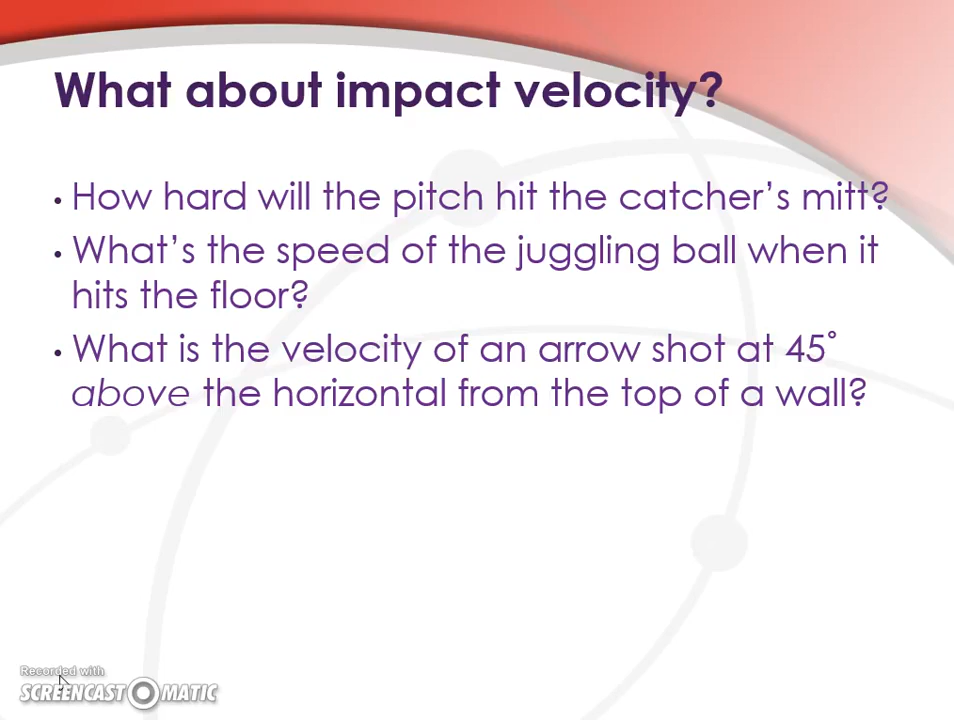 What about impact velocity?
• How hard will the pitch hit the catcher’s mitt?
• What’s the speed of the juggling ball when it
hits the floor?
• What is the velocity of an arrow shot at 45˚
above the horizontal from the top of a wall?
Recorded with
SCREENCAST-O-MATIC